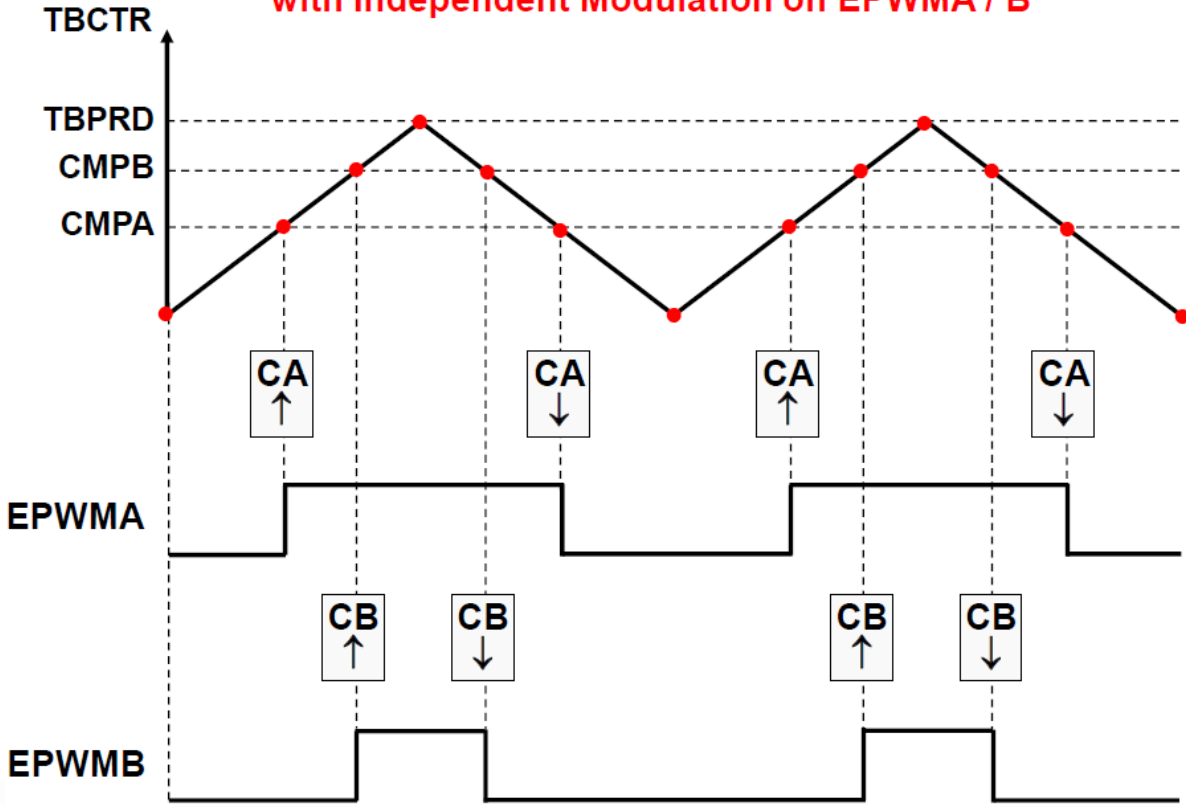 with Independent Modulation on EPWMA / B
TBCTR
TBPRD
CMPB
CMPA
CA CA CA CA
↑ ↓ ↑ ↓
EPWMA
CB CB CB CB
↑ ↓ ↑ ↓
EPWMB